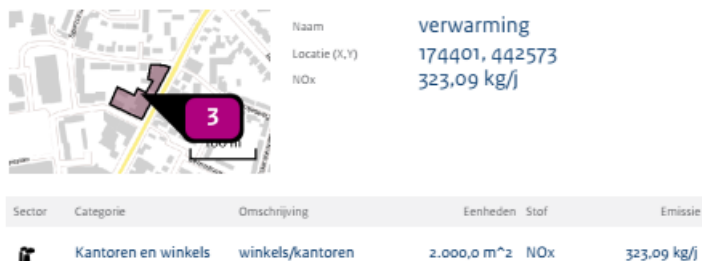 Naam verwarming
Locatie (X,Y) 174401, 442573
NOx 323,09 kg/j
3
Sector Categorie Omschrijving Eenheden Stof Emissie
Kantoren en winkels winkels/kantoren 2.000,0 m^2 NOx 323,09 kg/j